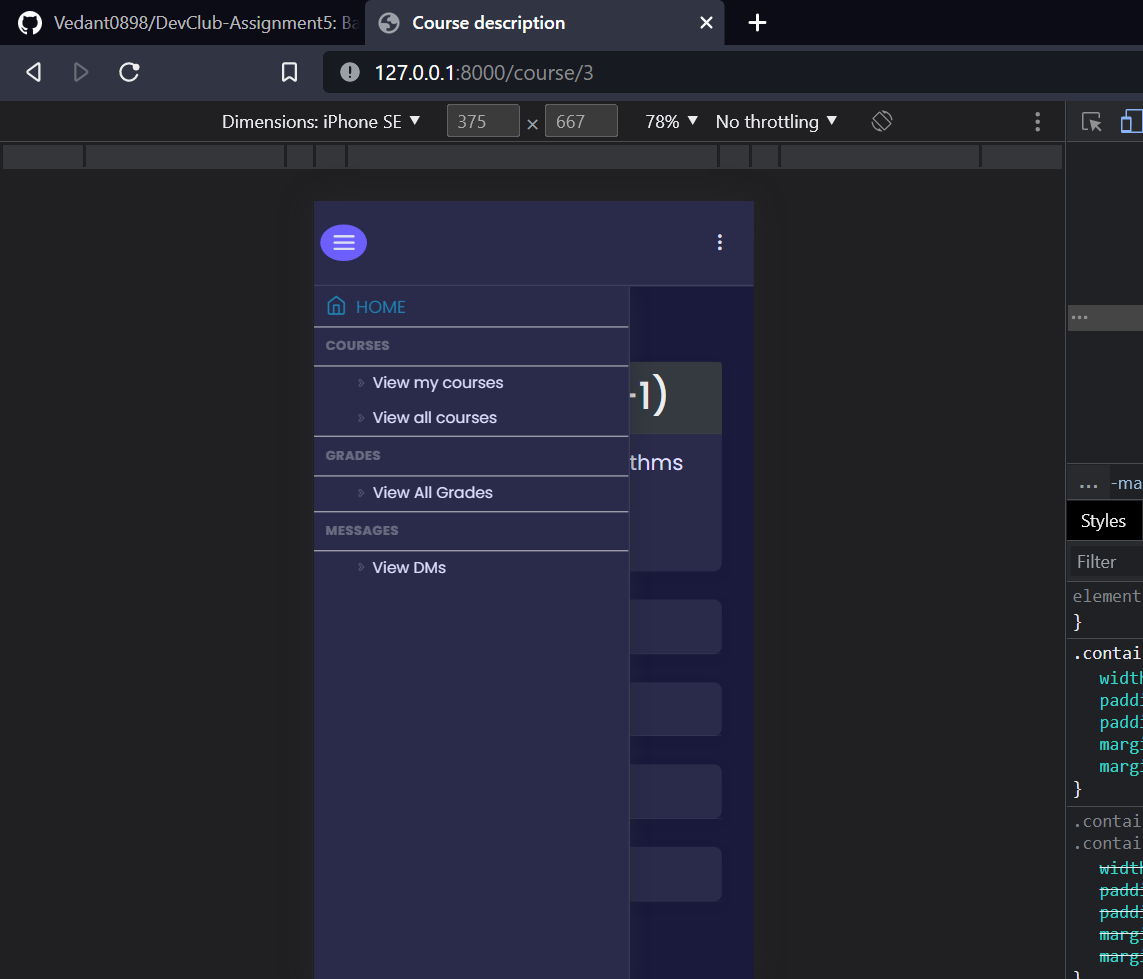 Vedant0898/DevClub-Assignment5: Ba
Course description
127.0.0.1:8000/course/3
Dimensions: iPhone SE ▼ 375 × 667 78% ▼ No throttling ▼
HOME
COURSES
View my courses
View all courses
-1)
GRADES
thms
View All Grades
MESSAGES
View DMs
...
... -ma
Styles
Filter
element
}
.contai
width
paddi
paddi
margi
margi
}
.contai
.contai
width
paddi
paddi
margi
margi
}